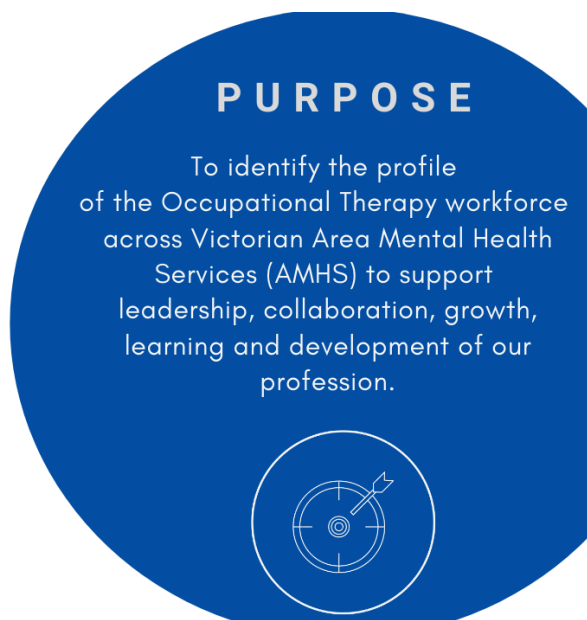 PURPOSE
To identify the profile
of the Occupational Therapy workforce
across Victorian Area Mental Health
Services (AMHS) to support
leadership, collaboration, growth,
learning and development of our
profession.